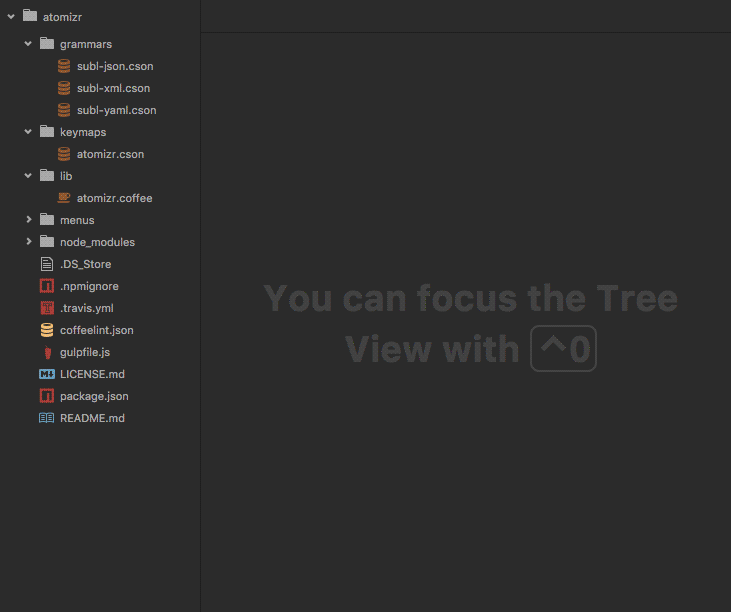 atomizr
grammars
subl-json.cson
subl-xml.cson
subl-yaml.cson
keymaps
atomizr.cson
lib
atomizr.coffee
menus
node_modules
.DS_Store
.npmignore
.travis.yml
coffeelint.json
gulpfile.js
LICENSE.md
package.json
README.md
You can focus the Tree
View with ^0